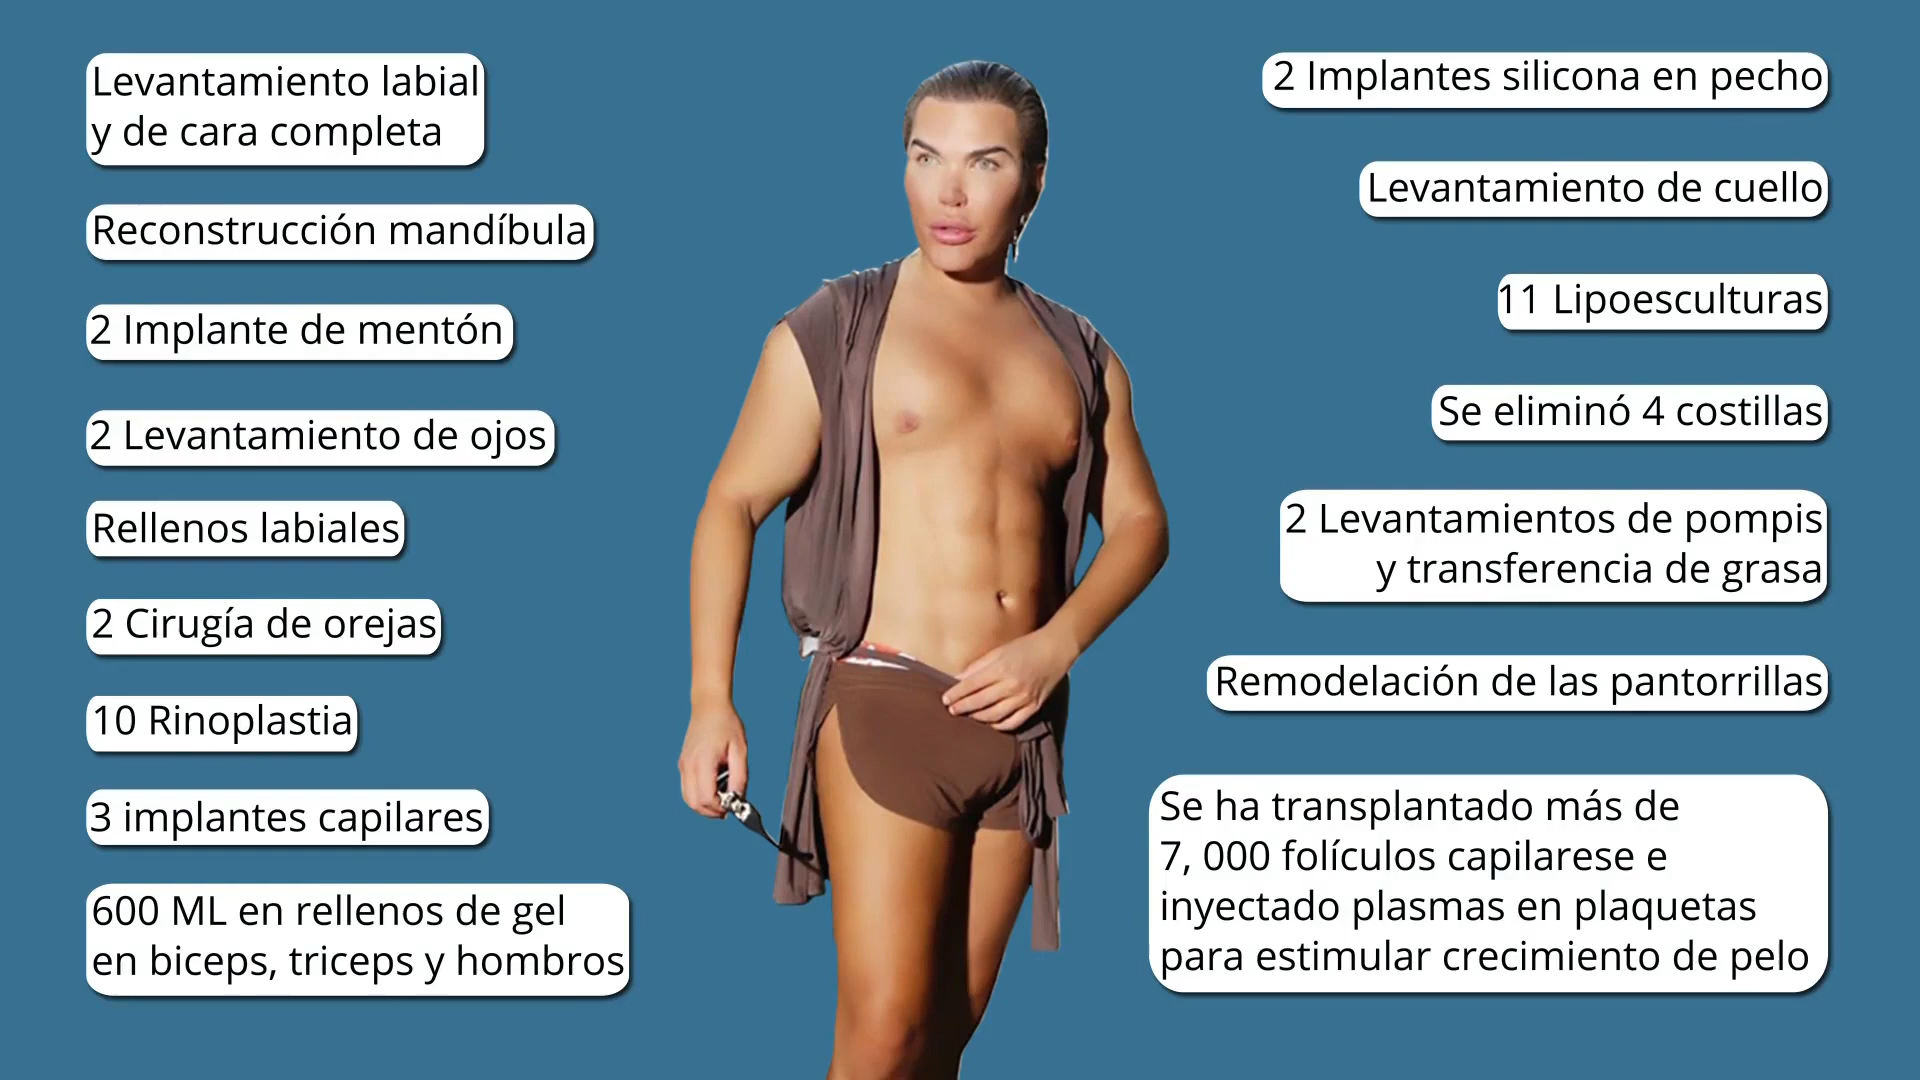 Levantamiento labial
y de cara completa
Reconstrucción mandíbula
2 Implante de mentón
2 Levantamiento de ojos
Rellenos labiales
2 Cirugía de orejas
10 Rinoplastia
3 implantes capilares
600 ML en rellenos de gel
en biceps, triceps y hombros
2 Implantes silicona en pecho
Levantamiento de cuello
11 Lipoesculturas
Se eliminó 4 costillas
2 Levantamientos de pompis
y transferencia de grasa
Remodelación de las pantorrillas
Se ha transplantado más de
7, 000 folículos capilarese e
inyectado plasmas en plaquetas
para estimular crecimiento de pelo